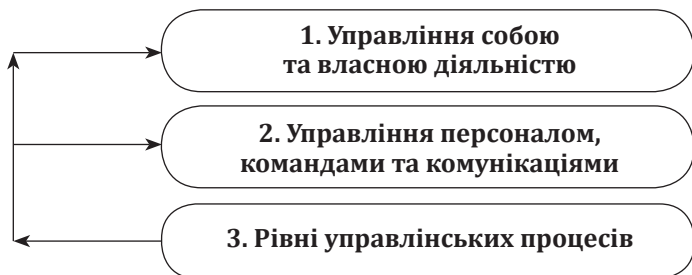 1. Управління собою
та власною діяльністю
2. Управління персоналом,
командами та комунікаціями
3. Рівні управлінських процесів